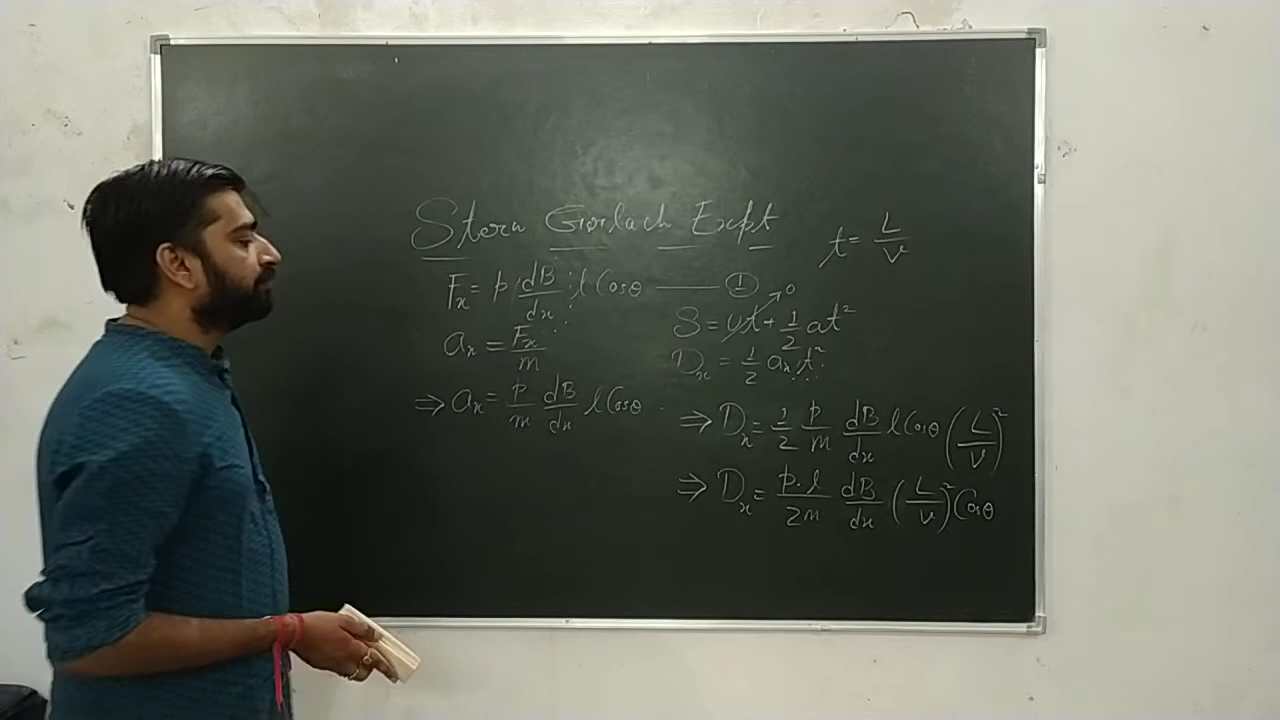 Stern Gerlach Expt
t = L/v
Fx = p dB/dx l Cosθ —— ①
ax = Fx/m
⇒ ax = p/m dB/dx l Cosθ
S = ut + 1/2 at²
→ 0
Dx = 1/2 ax t²
⇒ Dx = 1/2 p/m dB/dx l Cosθ (L/v)²
⇒ Dx = p.l/2m dB/dx (L/v)² Cosθ